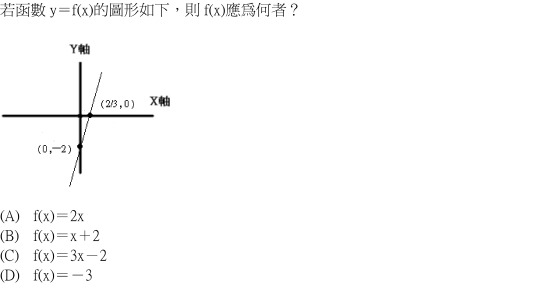 若函數 y＝f(x)的圖形如下，則 f(x)應為何者？
Y軸
(2/3,0)
X軸
(0,—2)
(A) f(x)＝2x
(B) f(x)＝x＋2
(C) f(x)＝3x－2
(D) f(x)＝－3